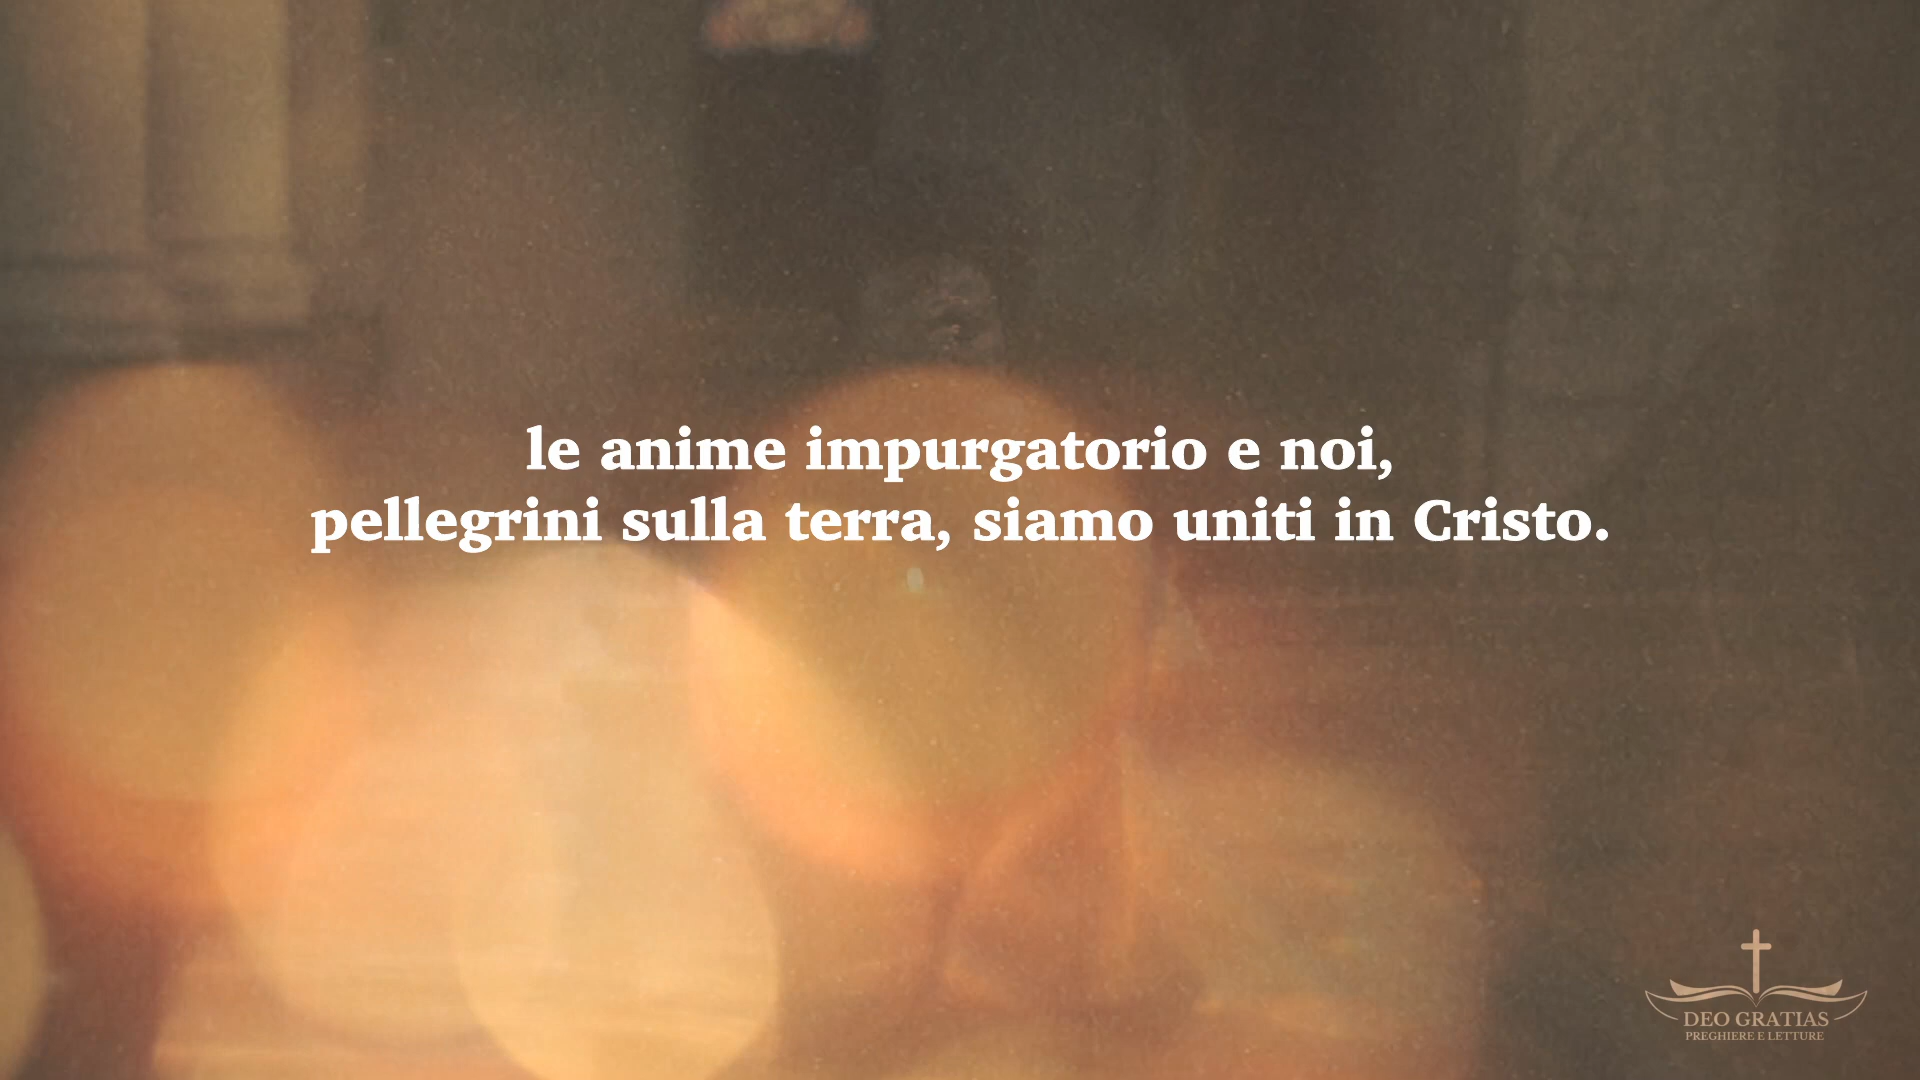 le anime impurgatorio e noi,
pellegrini sulla terra, siamo uniti in Cristo.
DEO GRATIAS
PREGHIERE E LETTURE